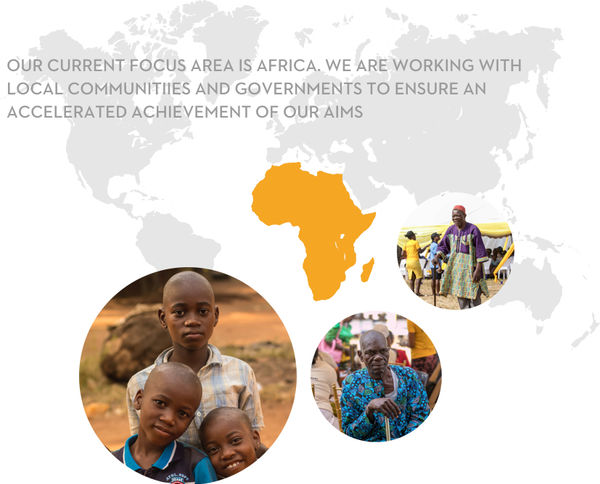 OUR CURRENT FOCUS AREA IS AFRICA. WE ARE WORKING WITH
LOCAL COMMUNITIIES AND GOVERNMENTS TO ENSURE AN
ACCELERATED ACHIEVEMENT OF OUR AIMS